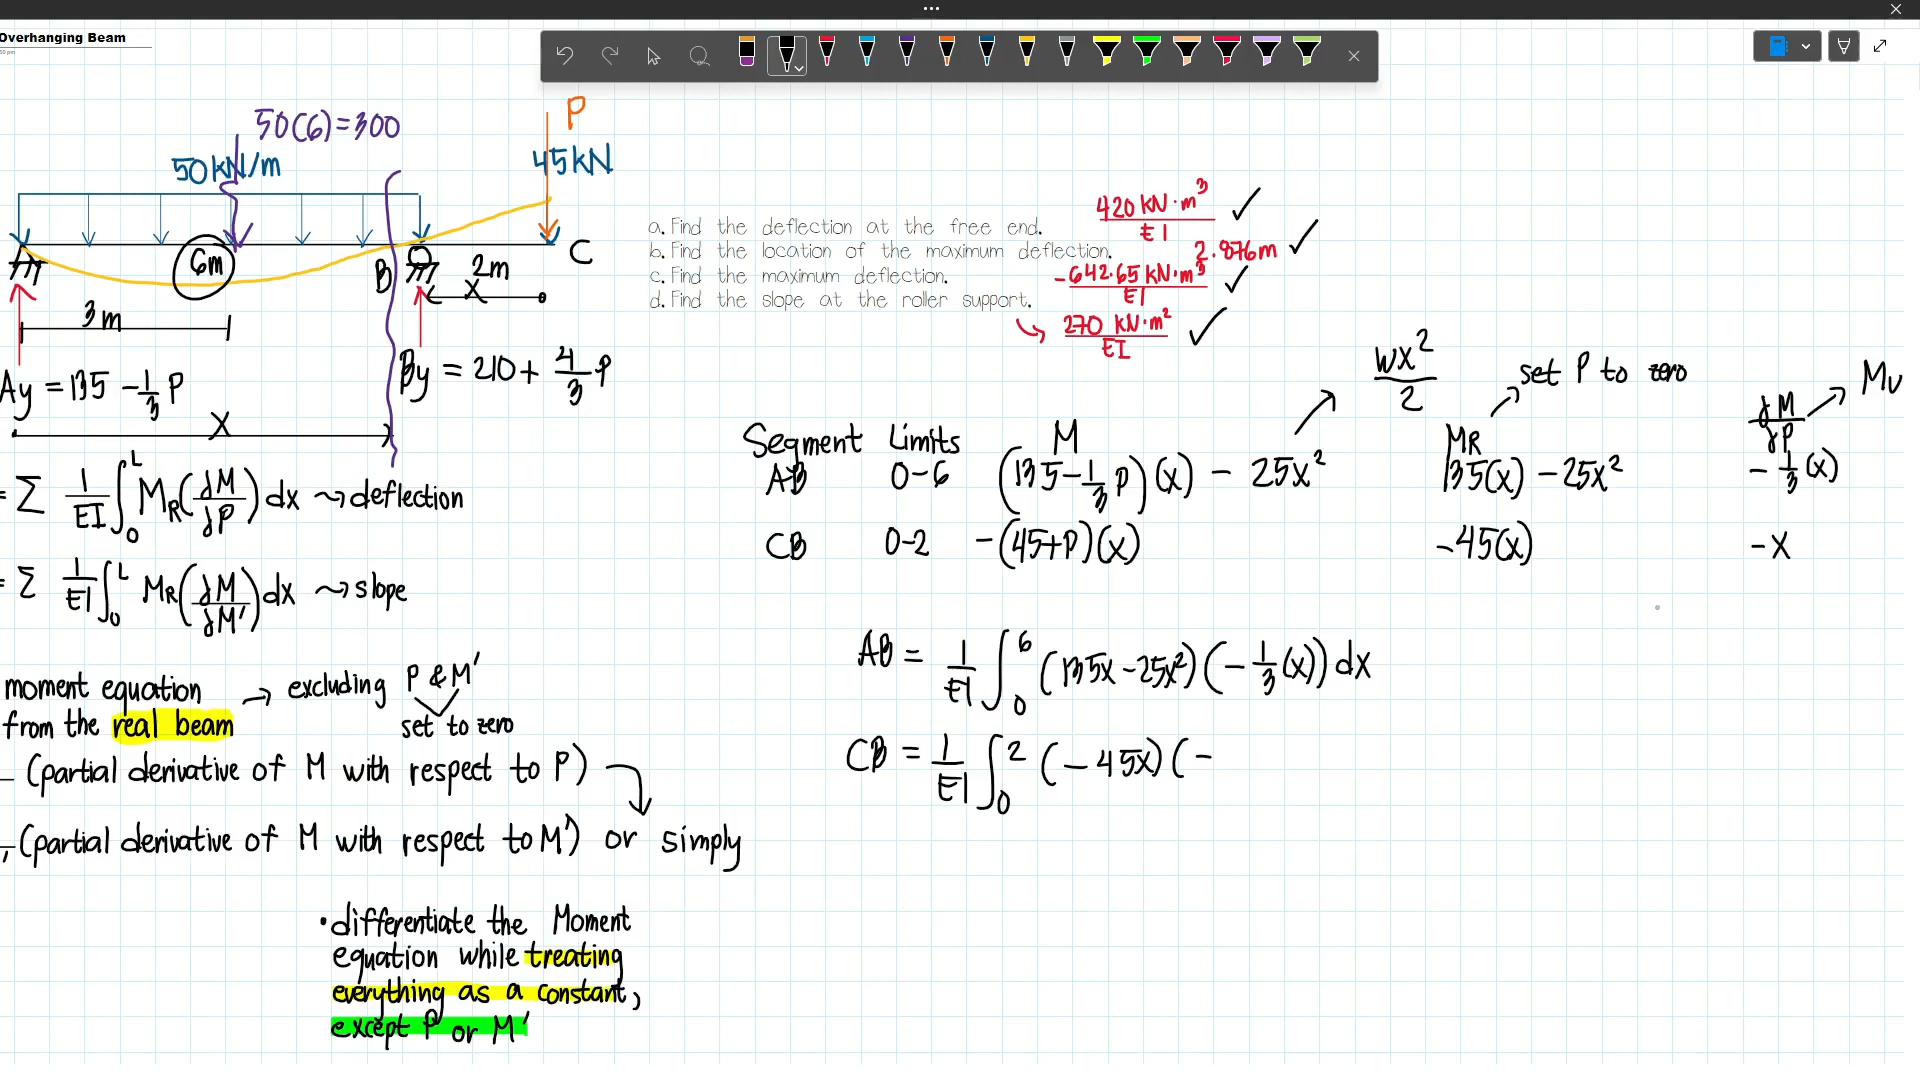 Overhanging Beam
50(6)=300
P
50kN/m
45kN
6m
B
2m
C
X
3m
Ay = 135 - 1/3 P
By = 210 + 4/3 P
X
a. Find the deflection at the free end.
420 kN·m³/EI ✓
b. Find the location of the maximum deflection.
2.876m ✓
c. Find the maximum deflection.
-642.65 kN·m³/EI ✓
d. Find the slope at the roller support.
270 kN·m²/EI ✓
= Σ 1/EI ∫₀ᴸ MR(∂M/∂P) dx ⤳ deflection
= Σ 1/EI ∫₀ᴸ MR(∂M/∂M') dx ⤳ slope
moment equation → excluding P & M'
from the real beam
set to zero
(partial derivative of M with respect to P)
(partial derivative of M with respect to M') or simply
• differentiate the Moment
equation while treating
everything as a constant,
except P or M'
wx²/2
set P to zero
Mu
Segment Limits M MR ∂M/∂P
AB 0-6 (135-1/3 P)(x) - 25x² 135(x) - 25x² -1/3(x)
CB 0-2 -(45+P)(x) -45(x) -x
AB = 1/EI ∫₀⁶ (135x-25x²)(-1/3(x)) dx
CB = 1/EI ∫₀² (-45x)(-